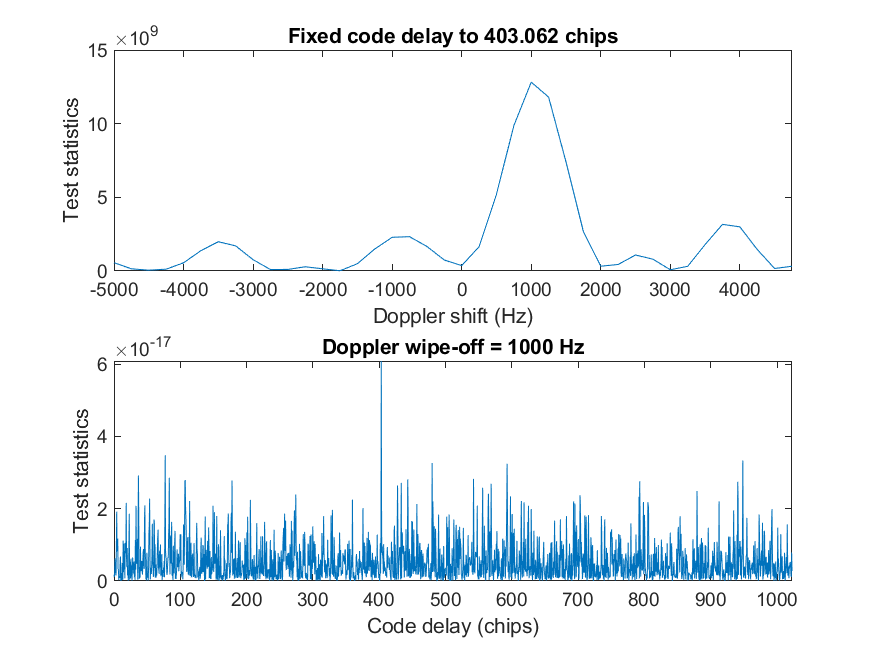 ×10^9
Fixed code delay to 403.062 chips
15
10
5
0
Test statistics
-5000 -4000 -3000 -2000 -1000 0 1000 2000 3000 4000
Doppler shift (Hz)
×10^-17
Doppler wipe-off = 1000 Hz
6
4
2
0
Test statistics
0 100 200 300 400 500 600 700 800 900 1000
Code delay (chips)